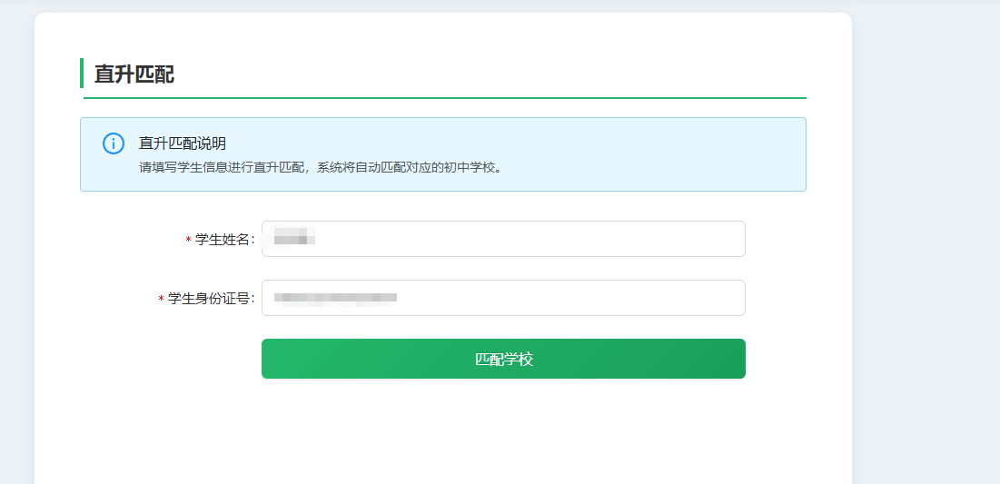 直升匹配
直升匹配说明
请填写学生信息进行直升匹配，系统将自动匹配对应的初中学校。
* 学生姓名：
* 学生身份证号：
匹配学校